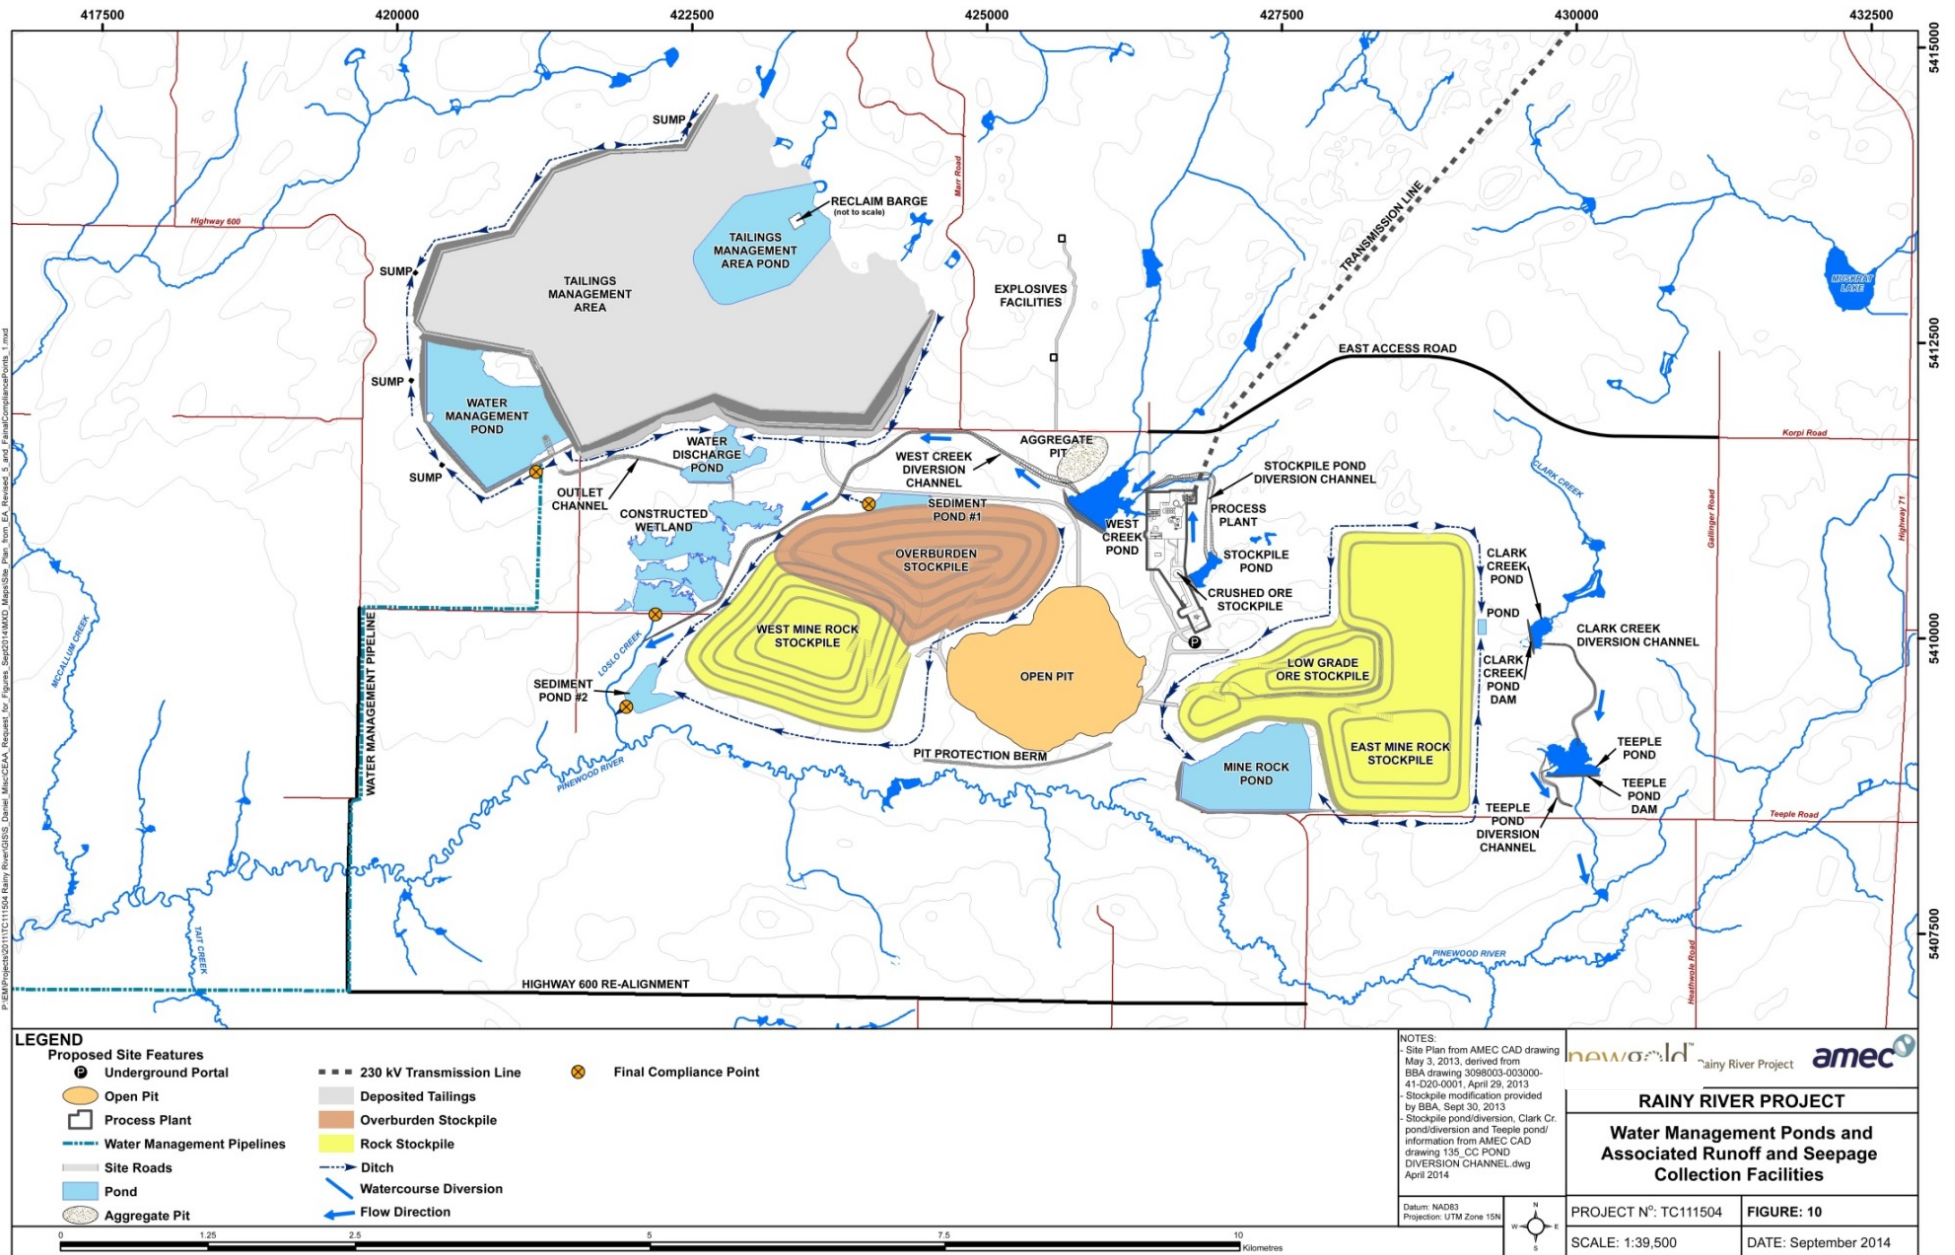 417500
420000
422500
425000
427500
430000
432500
5415000
5412500
5410000
5407500
SUMP
Marr Road
RECLAIM BARGE
(not to scale)
TRANSMISSION LINE
Highway 600
TAILINGS
MANAGEMENT
AREA POND
SUMP
TAILINGS
MANAGEMENT
AREA
EXPLOSIVES
FACILITIES
MUSKRAT
LAKE
EAST ACCESS ROAD
SUMP
WATER
MANAGEMENT
POND
Korpi Road
AGGREGATE
PIT
WATER
DISCHARGE
POND
WEST CREEK
DIVERSION
CHANNEL
STOCKPILE POND
DIVERSION CHANNEL
CLARK CREEK
SUMP
OUTLET
CHANNEL
CONSTRUCTED
WETLAND
SEDIMENT
POND #1
PROCESS
PLANT
WEST
CREEK
POND
Gallinger Road
Highway 71
OVERBURDEN
STOCKPILE
STOCKPILE
POND
CLARK
CREEK
POND
CRUSHED ORE
STOCKPILE
POND
P
WEST MINE ROCK
STOCKPILE
CLARK CREEK
DIVERSION CHANNEL
MCCALLUM CREEK
LOSLO CREEK
WATER MANAGEMENT PIPELINE
OPEN PIT
LOW GRADE
ORE STOCKPILE
CLARK
CREEK
POND
DAM
SEDIMENT
POND #2
PIT PROTECTION BERM
EAST MINE ROCK
STOCKPILE
MINE ROCK
POND
TEEPLE
POND
TEEPLE
POND
DAM
PINEWOOD RIVER
TEEPLE
POND
DIVERSION
CHANNEL
Teeple Road
TAIT CREEK
PINEWOOD RIVER
Heathwole Road
HIGHWAY 600 RE-ALIGNMENT
LEGEND
Proposed Site Features
P Underground Portal
Open Pit
Process Plant
Water Management Pipelines
Site Roads
Pond
Aggregate Pit
230 kV Transmission Line
Deposited Tailings
Overburden Stockpile
Rock Stockpile
Ditch
Watercourse Diversion
Flow Direction
Final Compliance Point
0 1.25 2.5 5 7.5 10
Kilometres
NOTES:
- Site Plan from AMEC CAD drawing
May 3, 2013, derived from
BBA drawing 3098003-003000-
41-D20-0001, April 29, 2013
- Stockpile modification provided
by BBA, Sept 30, 2013
- Stockpile pond/diversion, Clark Cr.
pond/diversion and Teeple pond/
information from AMEC CAD
drawing 135_CC POND
DIVERSION CHANNEL.dwg
April 2014
Datum: NAD83
Projection: UTM Zone 15N
N
W E
S
newgold™ Rainy River Project
amec
RAINY RIVER PROJECT
Water Management Ponds and
Associated Runoff and Seepage
Collection Facilities
PROJECT Nº: TC111504
FIGURE: 10
SCALE: 1:39,500
DATE: September 2014